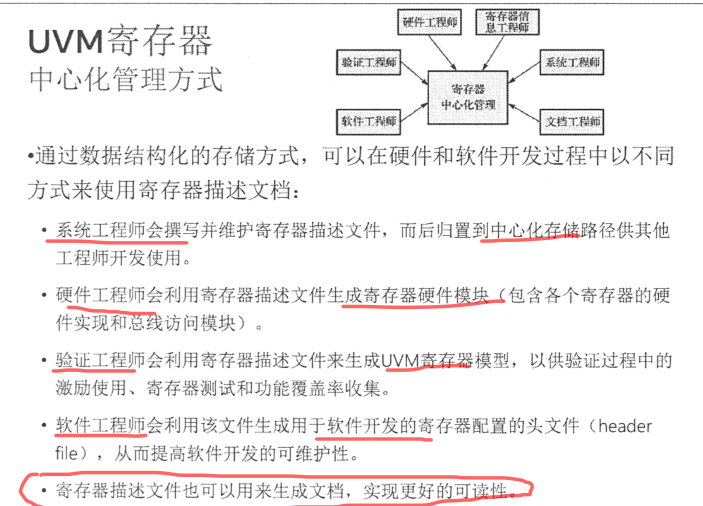 UVM寄存器
中心化管理方式
硬件工程师
寄存器信
息工程师
验证工程师
系统工程师
寄存器
中心化管理
软件工程师
文档工程师
•通过数据结构化的存储方式，可以在硬件和软件开发过程中以不同
方式来使用寄存器描述文档：
• 系统工程师会撰写并维护寄存器描述文件，而后归置到中心化存储路径供其他
工程师开发使用。
• 硬件工程师会利用寄存器描述文件生成寄存器硬件模块（包含各个寄存器的硬
件实现和总线访问模块）。
• 验证工程师会利用寄存器描述文件来生成UVM寄存器模型，以供验证过程中的
激励使用、寄存器测试和功能覆盖率收集。
• 软件工程师会利用该文件生成用于软件开发的寄存器配置的头文件（header
file），从而提高软件开发的可维护性。
• 寄存器描述文件也可以用来生成文档，实现更好的可读性。